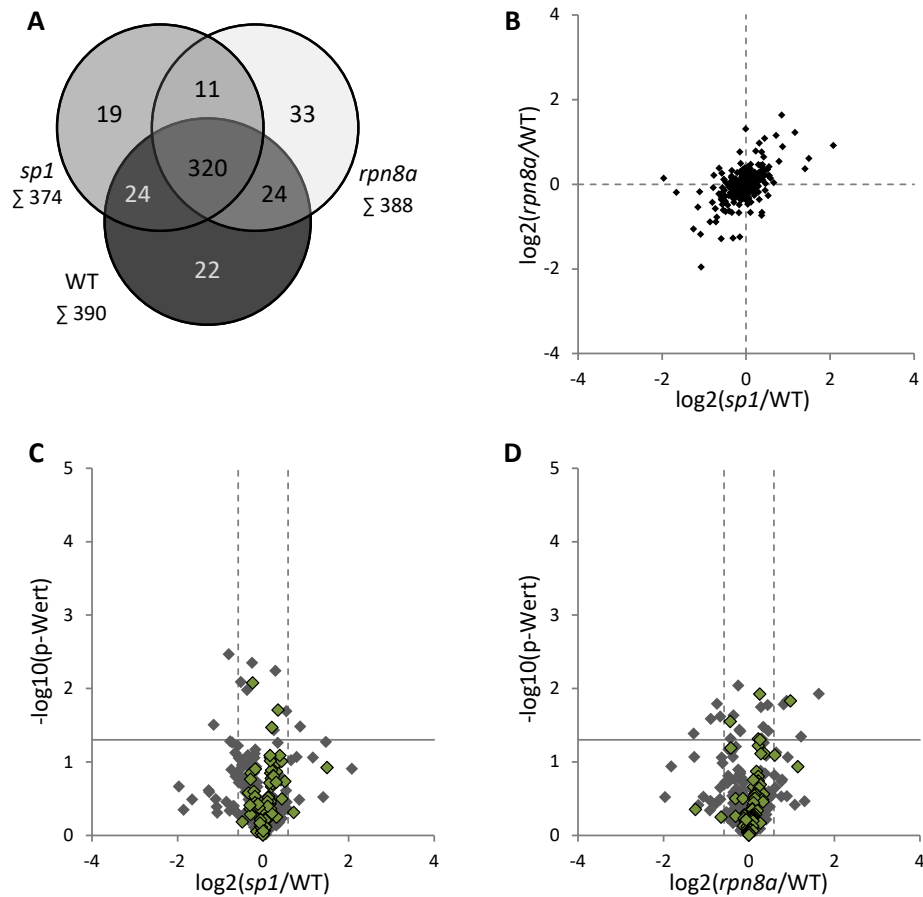 A
19
11
33
320
24
24
22
sp1
∑ 374
rpn8a
∑ 388
WT
∑ 390
B
4
2
0
-2
-4
log2(rpn8a/WT)
-4 -2 0 2 4
log2(sp1/WT)
C
5
4
3
2
1
0
-log10(p-Wert)
-4 -2 0 2 4
log2(sp1/WT)
D
5
4
3
2
1
0
-log10(p-Wert)
-4 -2 0 2 4
log2(rpn8a/WT)